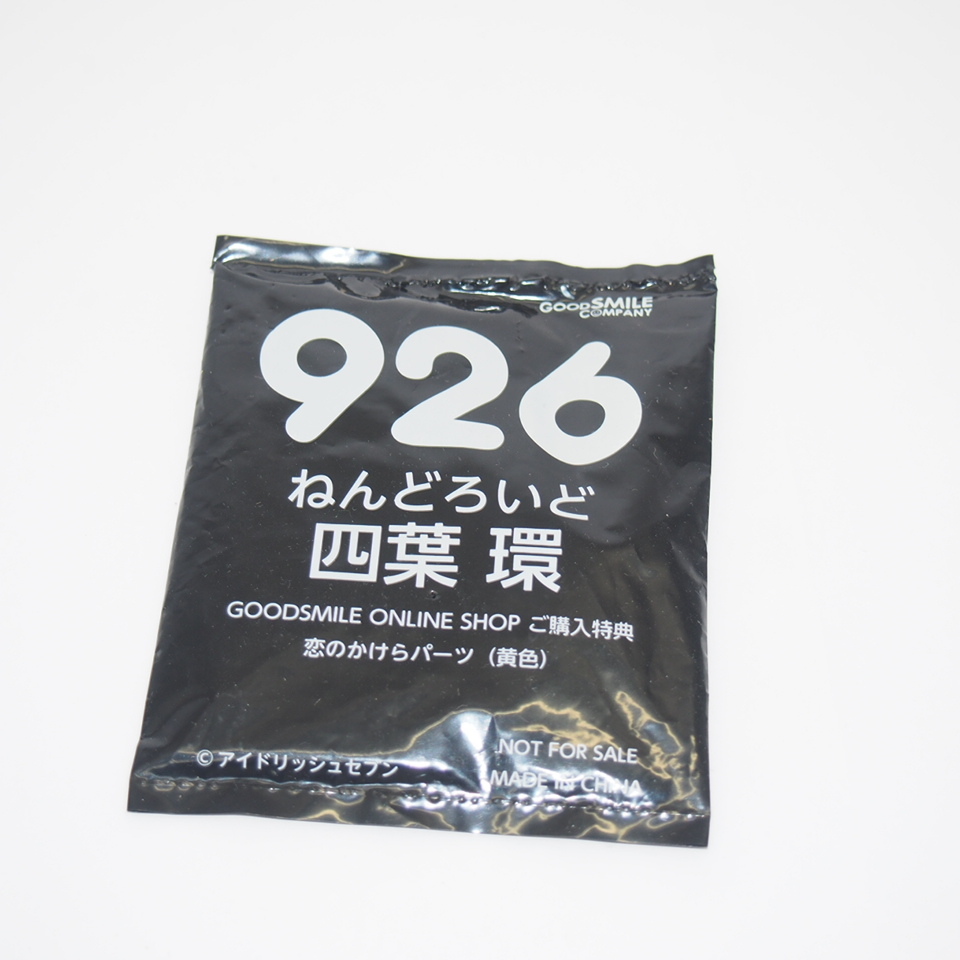 GOODSMILE
COMPANY
926
ねんどろいど
四葉 環
GOODSMILE ONLINE SHOP ご購入特典
恋のかけらパーツ（黄色）
©アイドリッシュセブン
NOT FOR SALE
MADE IN CHINA